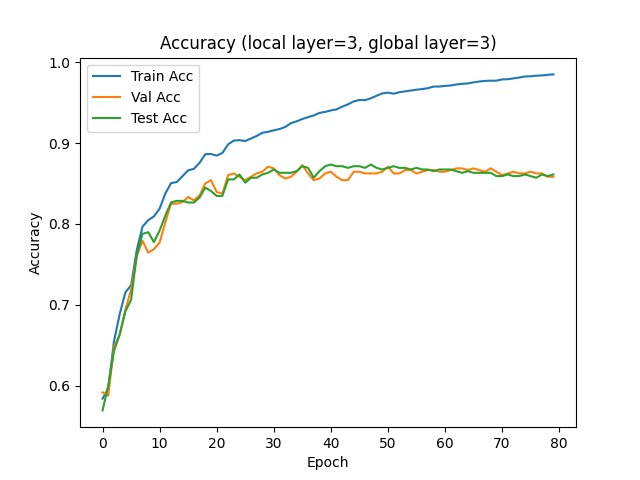 Accuracy (local layer=3, global layer=3)
Train Acc
Val Acc
Test Acc
Accuracy
1.0
0.9
0.8
0.7
0.6
0 10 20 30 40 50 60 70 80
Epoch